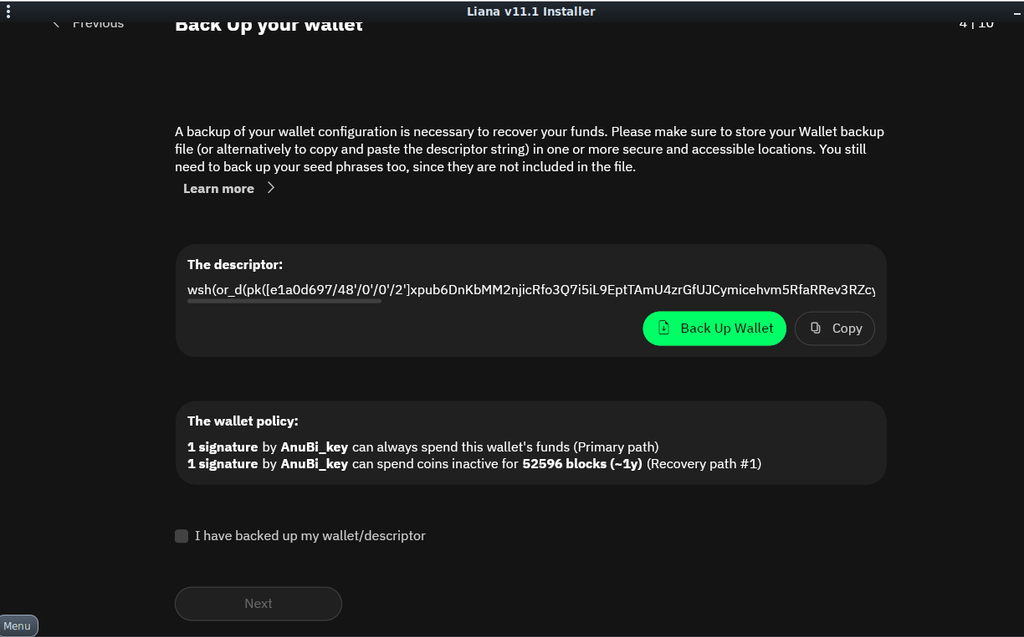 Liana v11.1 Installer
Previous
Back Up your wallet
4 | 10
A backup of your wallet configuration is necessary to recover your funds. Please make sure to store your Wallet backup
file (or alternatively to copy and paste the descriptor string) in one or more secure and accessible locations. You still
need to back up your seed phrases too, since they are not included in the file.
Learn more
The descriptor:
wsh(or_d(pk([e1a0d697/48'/0'/0'/2']xpub6DnKbMM2njicRfo3Q7i5iL9EptTAmU4zrGfUJCymicehvm5RfaRRev3RZcy
Back Up Wallet
Copy
The wallet policy:
1 signature by AnuBi_key can always spend this wallet's funds (Primary path)
1 signature by AnuBi_key can spend coins inactive for 52596 blocks (~1y) (Recovery path #1)
I have backed up my wallet/descriptor
Next
Menu